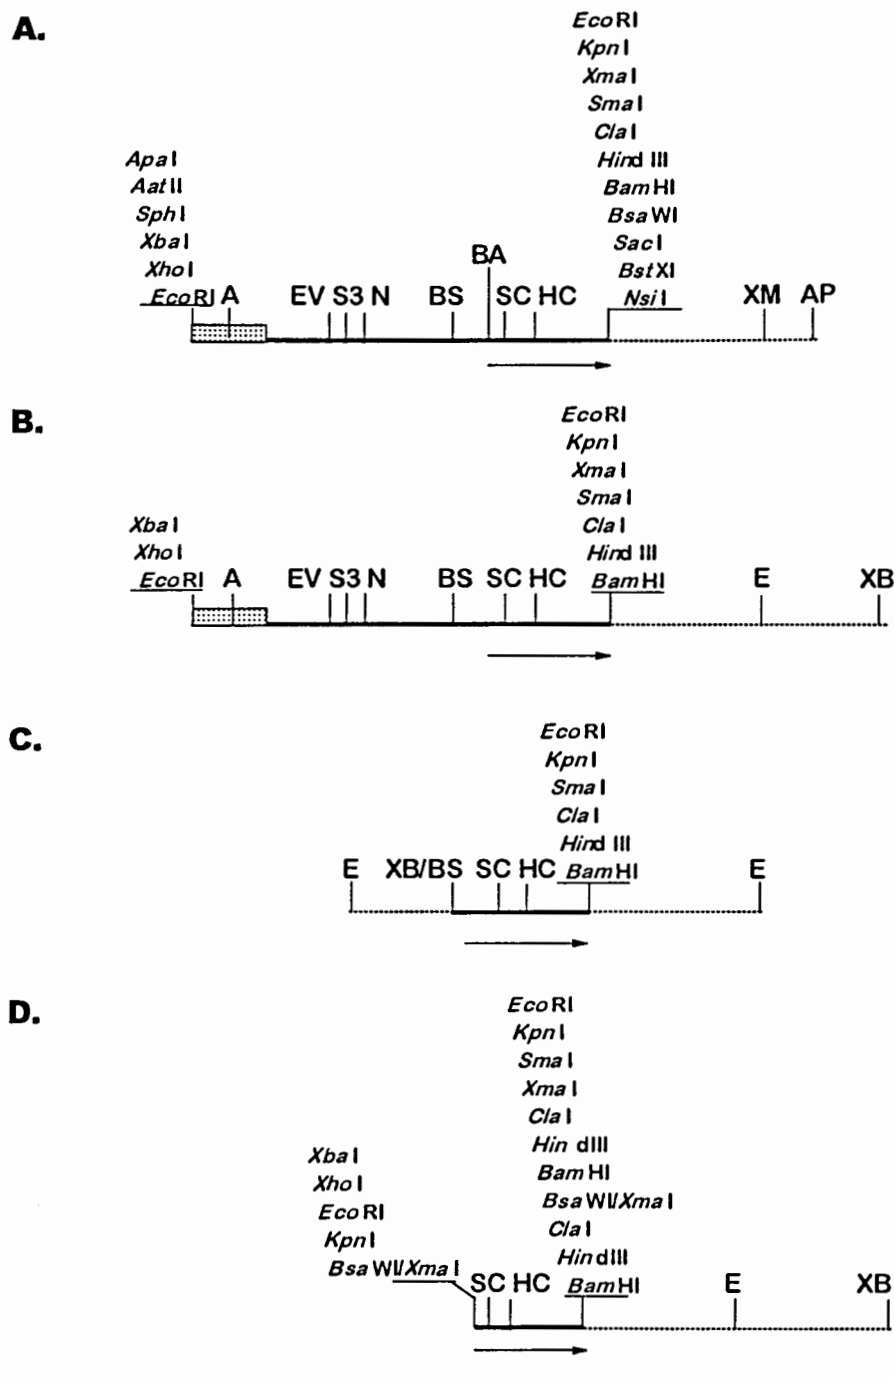 A.
EcoRI
KpnI
XmaI
SmaI
ClaI
HindIII
BamHI
BsaWI
SacI
BstXI
NsiI
ApaI
AatII
SphI
XbaI
XhoI
EcoRI
A EV S3 N BS BA SC HC XM AP
B.
EcoRI
KpnI
XmaI
SmaI
ClaI
HindIII
BamHI
XbaI
XhoI
EcoRI
A EV S3 N BS SC HC E XB
C.
EcoRI
KpnI
SmaI
ClaI
HindIII
BamHI
E XB/BS SC HC E
D.
EcoRI
KpnI
SmaI
XmaI
ClaI
HindIII
BamHI
BsaWI/XmaI
ClaI
HindIII
BamHI
XbaI
XhoI
EcoRI
KpnI
BsaWI/XmaI
SC HC E XB